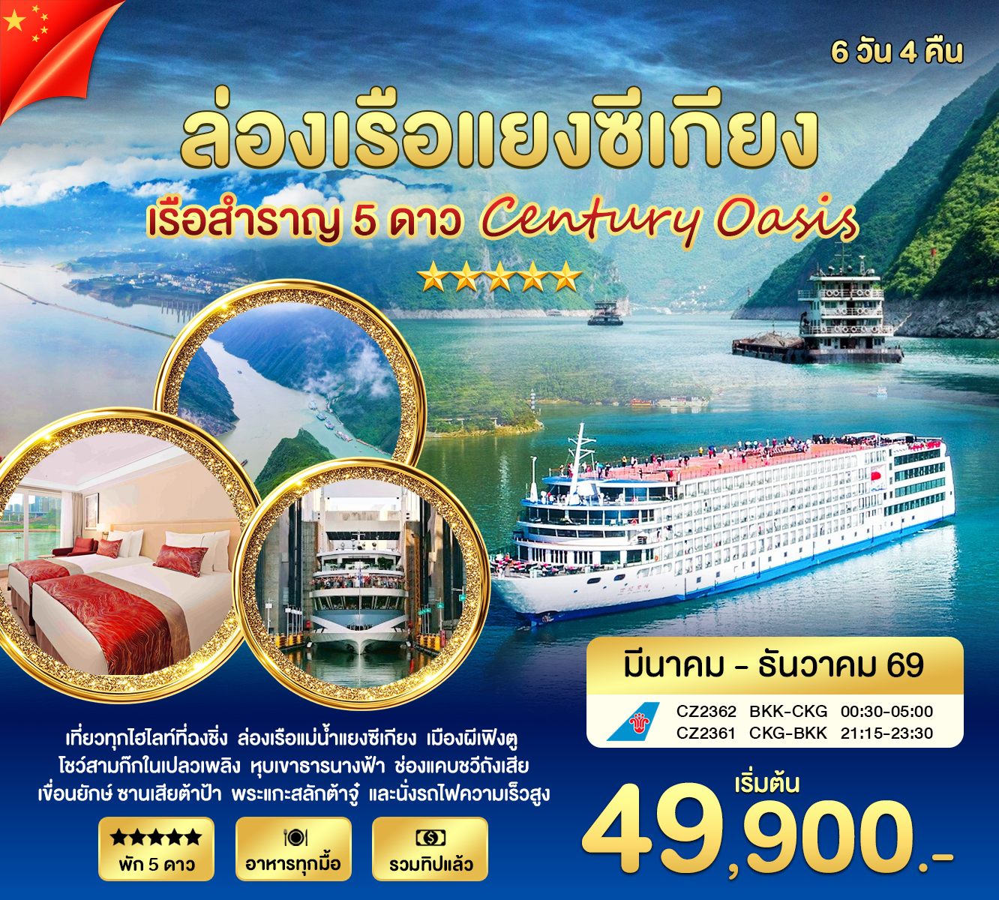 6 วัน 4 คืน
ล่องเรือแยงซีเกียง
เรือสำราญ 5 ดาว Century Oasis
มีนาคม - ธันวาคม 69
CZ2362 BKK-CKG 00:30-05:00
CZ2361 CKG-BKK 21:15-23:30
เที่ยวทุกไฮไลท์ที่ฉงชิ่ง ล่องเรือแม่น้ำแยงซีเกียง เมืองผีเฟิงตู
โชว์สามก๊กในเปลวเพลิง หุบเขาธารนางฟ้า ช่องแคบชวีถังเสีย
เขื่อนยักษ์ ซานเสียต้าป้า พระแกะสลักต้าจู๋ และนั่งรถไฟความเร็วสูง
เริ่มต้น
49,900.-
พัก 5 ดาว
อาหารทุกมื้อ
รวมทิปแล้ว